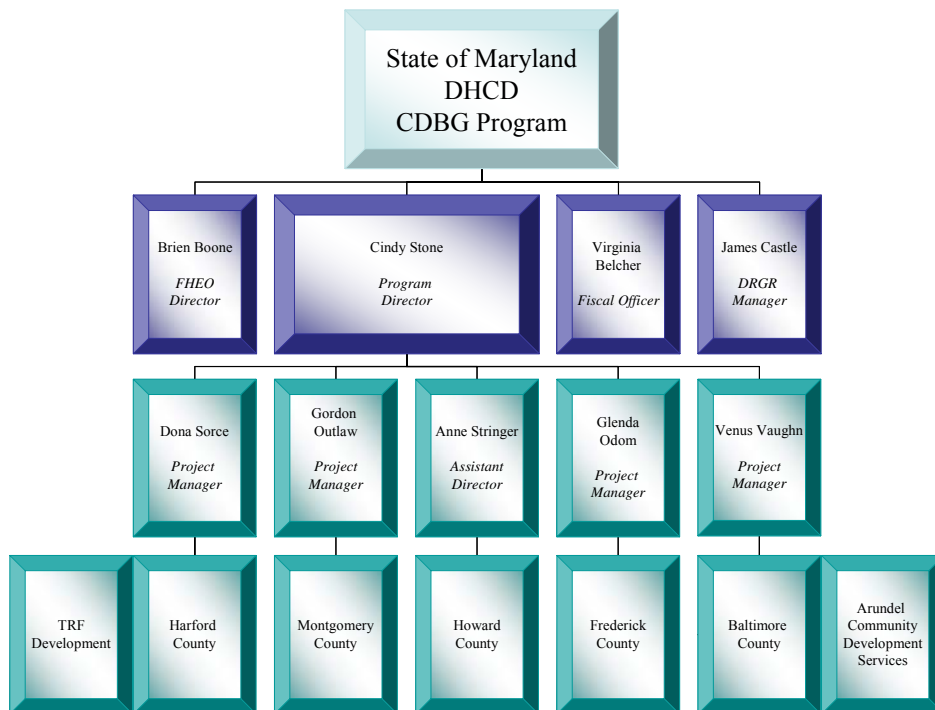 State of Maryland
DHCD
CDBG Program
Brien Boone
FHEO
Director
Cindy Stone
Program
Director
Virginia
Belcher
Fiscal Officer
James Castle
DRGR
Manager
Dona Sorce
Project
Manager
Gordon
Outlaw
Project
Manager
Anne Stringer
Assistant
Director
Glenda
Odom
Project
Manager
Venus Vaughn
Project
Manager
TRF
Development
Harford
County
Montgomery
County
Howard
County
Frederick
County
Baltimore
County
Arundel
Community
Development
Services